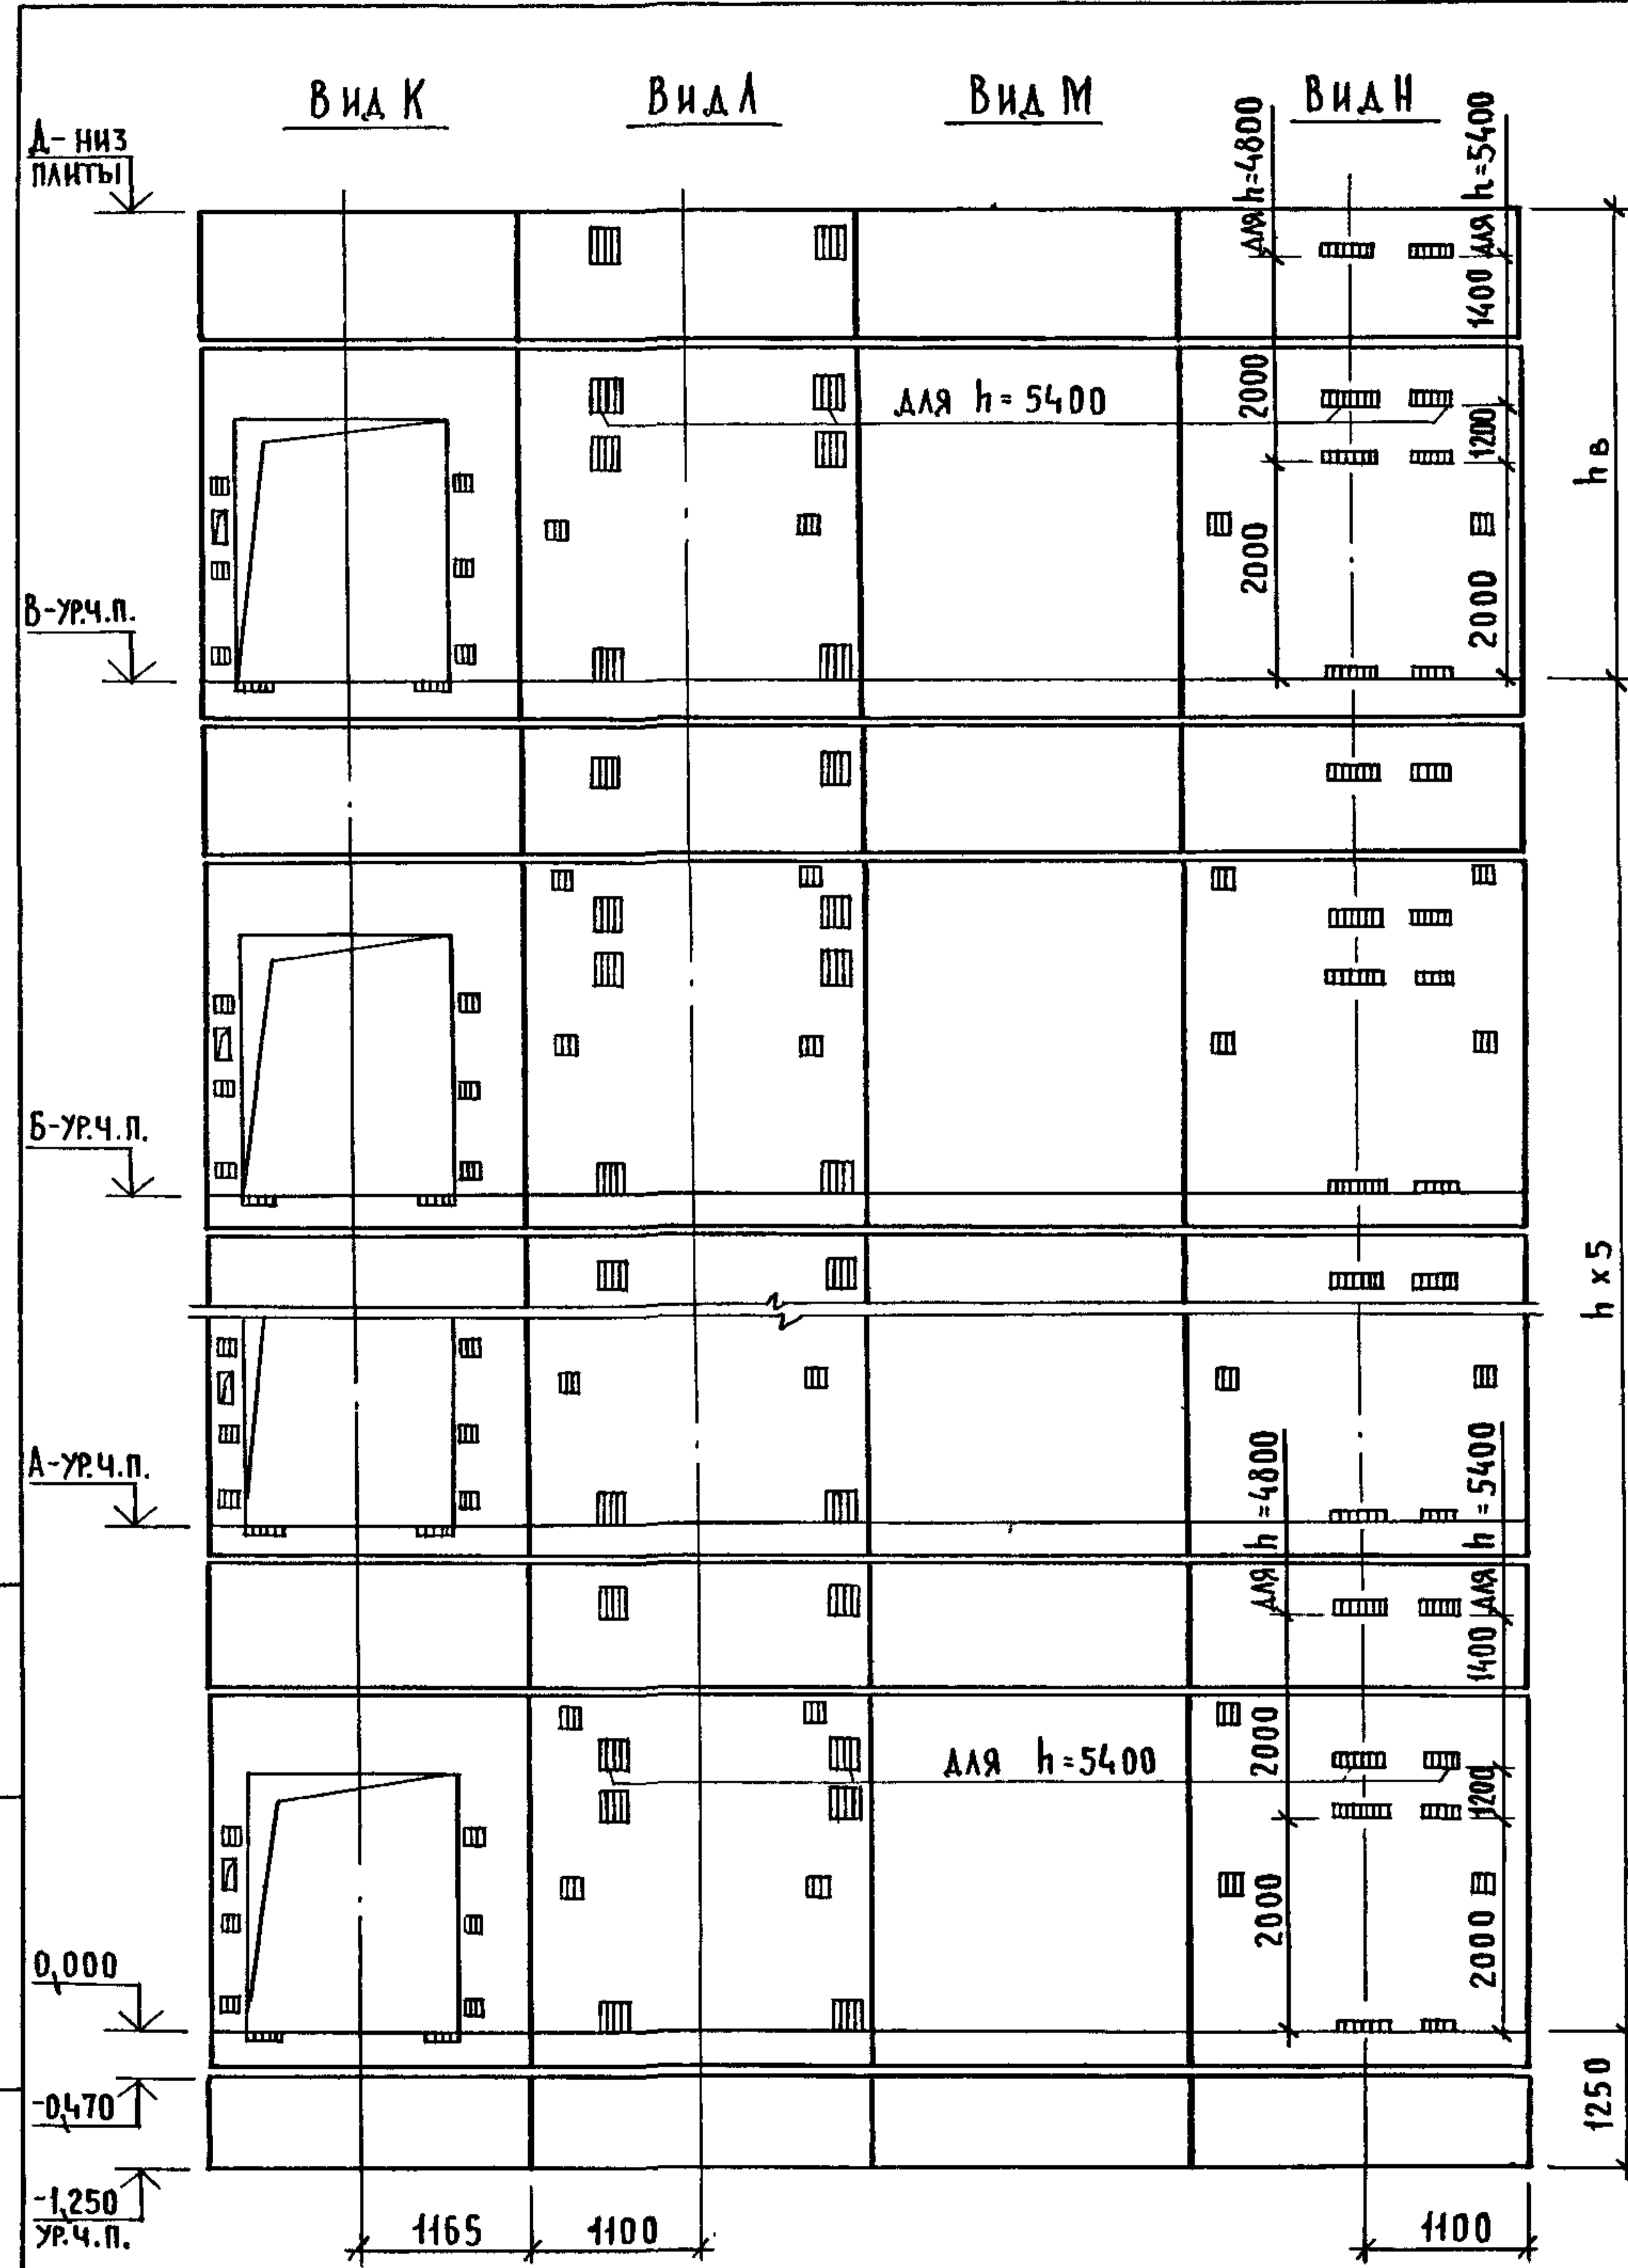 Вид К
Вид Л
Вид М
Вид Н
Д-низ
плиты
для h=4800
1400 для h=5400
2000
для h=5400
1200
hв
2000
2000
В-ур.ч.п.
Б-ур.ч.п.
h x 5
А-ур.ч.п.
для h=4800
1400 для h=5400
2000
для h=5400
1200
2000
2000
0,000
-0,470
1250
-1,250
ур.ч.п.
1165
1100
1100